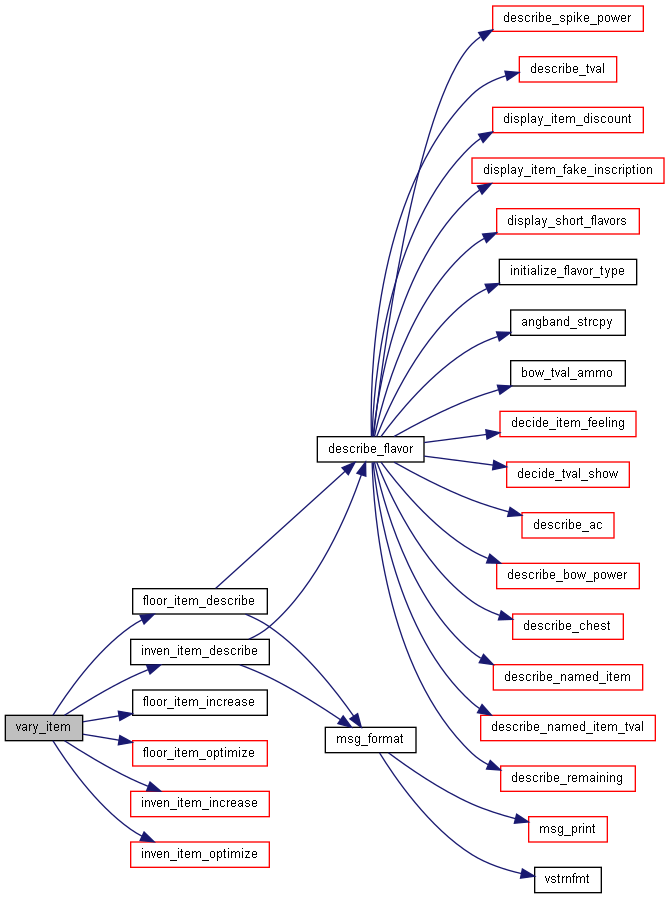 describe_spike_power
describe_tval
display_item_discount
display_item_fake_inscription
display_short_flavors
initialize_flavor_type
angband_strcpy
bow_tval_ammo
decide_item_feeling
describe_flavor
decide_tval_show
describe_ac
describe_bow_power
floor_item_describe
describe_chest
inven_item_describe
describe_named_item
floor_item_increase
vary_item
describe_named_item_tval
msg_format
floor_item_optimize
describe_remaining
inven_item_increase
msg_print
inven_item_optimize
vstrnfmt